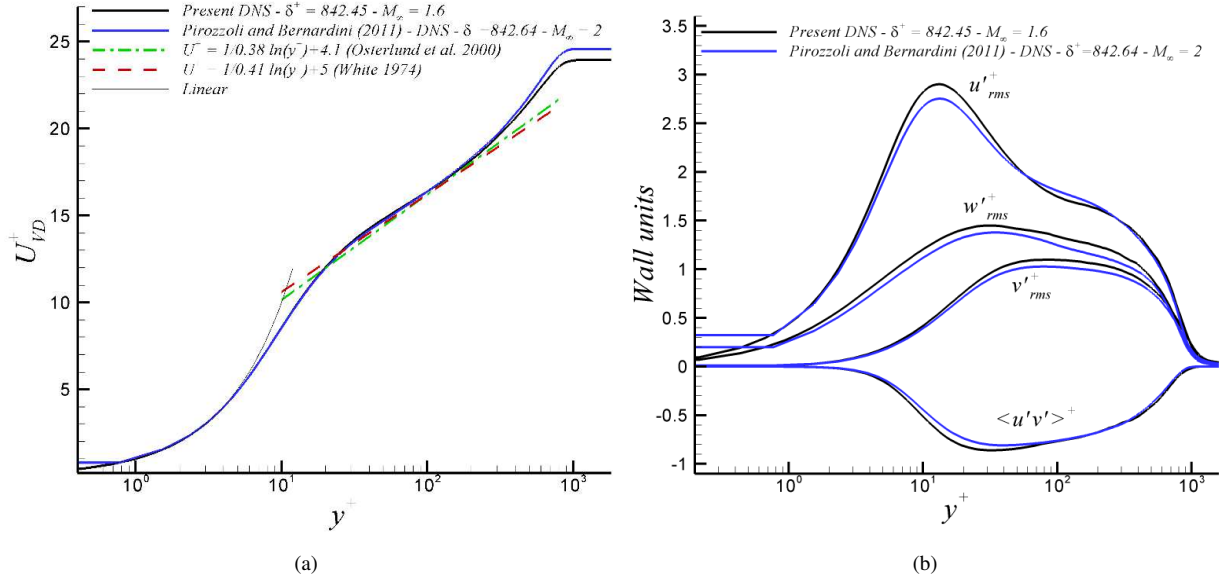 Present DNS - δ⁺ = 842.45 - M∞ = 1.6
Pirozzoli and Bernardini (2011) - DNS - δ =842.64 - M∞ = 2
U⁻ = 1/0.38 ln(y⁻)+4.1 (Osterlund et al. 2000)
U = 1/0.41 ln(y )+5 (White 1974)
Linear
25
20
15
10
5
U⁺VD
10⁰
10¹
10²
10³
y⁺
(a)
Present DNS - δ⁺ = 842.45 - M∞ = 1.6
Pirozzoli and Bernardini (2011) - DNS - δ⁺=842.64 - M∞ = 2
3.5
3
2.5
2
1.5
1
0.5
0
-0.5
-1
Wall units
u'⁺rms
w'⁺rms
v'⁺rms
<u'v'>⁺
10⁰
10¹
10²
10³
y⁺
(b)